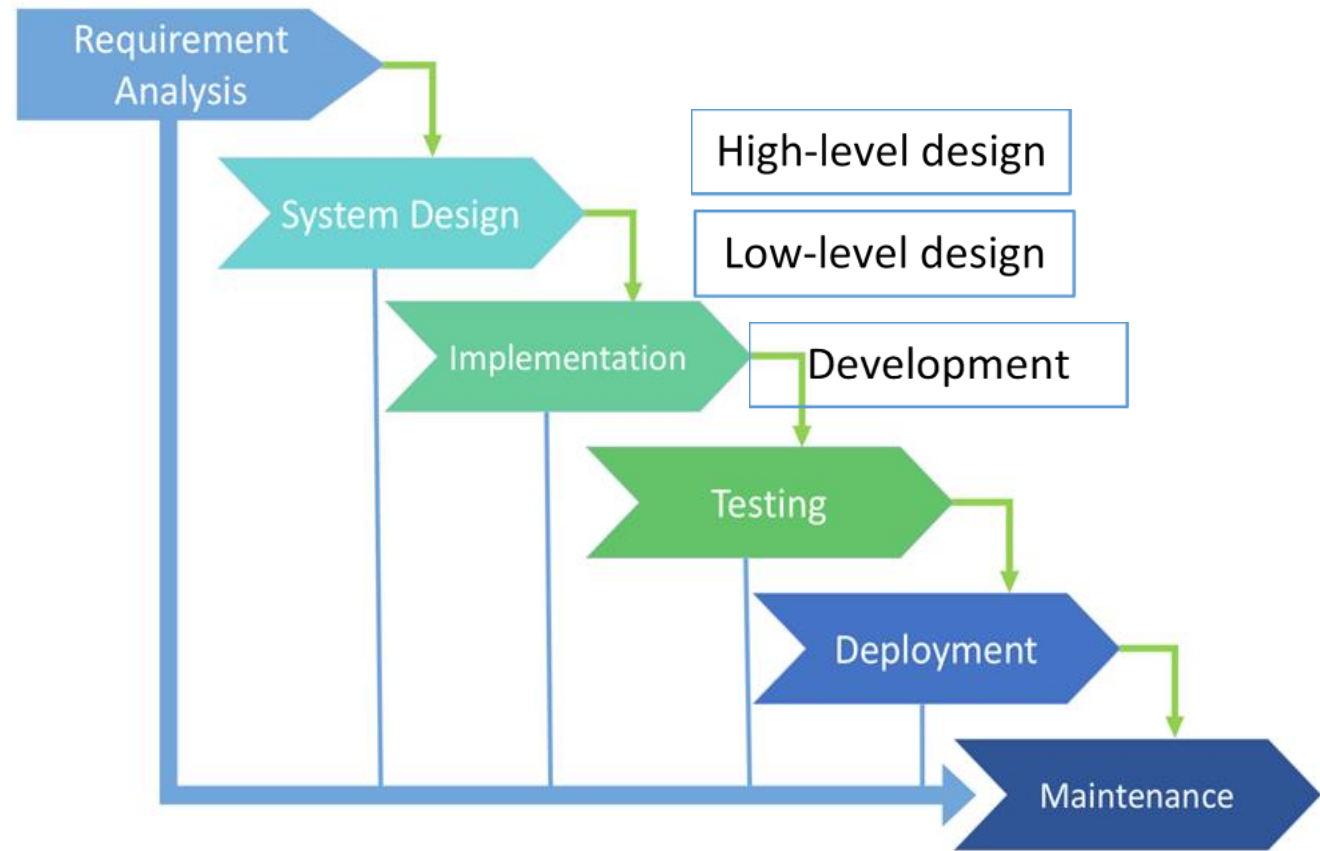 Requirement
Analysis
High-level design
System Design
Low-level design
Implementation
Development
Testing
Deployment
Maintenance